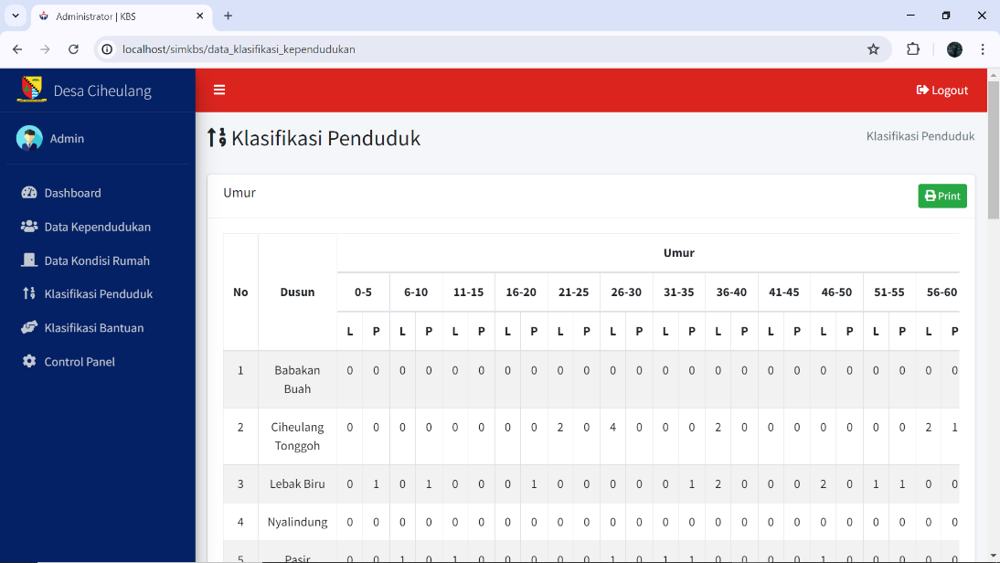 Administrator | KBS
localhost/simkbs/data_klasifikasi_kependudukan
Desa Ciheulang
Logout
Admin
Klasifikasi Penduduk
Klasifikasi Penduduk
Dashboard
Data Kependudukan
Data Kondisi Rumah
Klasifikasi Penduduk
Klasifikasi Bantuan
Control Panel
Umur
Print
No Dusun Umur
0-5 6-10 11-15 16-20 21-25 26-30 31-35 36-40 41-45 46-50 51-55 56-60
L P L P L P L P L P L P L P L P L P L P L P L P
1 Babakan Buah 0 0 0 0 0 0 0 0 0 0 0 0 0 0 0 0 0 0 0 0 0 0 0 0
2 Ciheulang Tonggoh 0 0 0 0 0 0 0 0 2 0 4 0 0 0 2 0 0 0 0 0 0 0 2 1
3 Lebak Biru 0 1 0 1 0 0 0 1 0 0 0 0 0 1 2 0 0 0 2 0 1 1 0 0
4 Nyalindung 0 0 0 0 0 0 0 0 0 0 0 0 0 0 0 0 0 0 0 0 0 0 0 0
5 Pasir 0 0 1 0 1 0 0 0 0 0 1 0 1 1 0 0 0 0 1 0 0 0 0 0